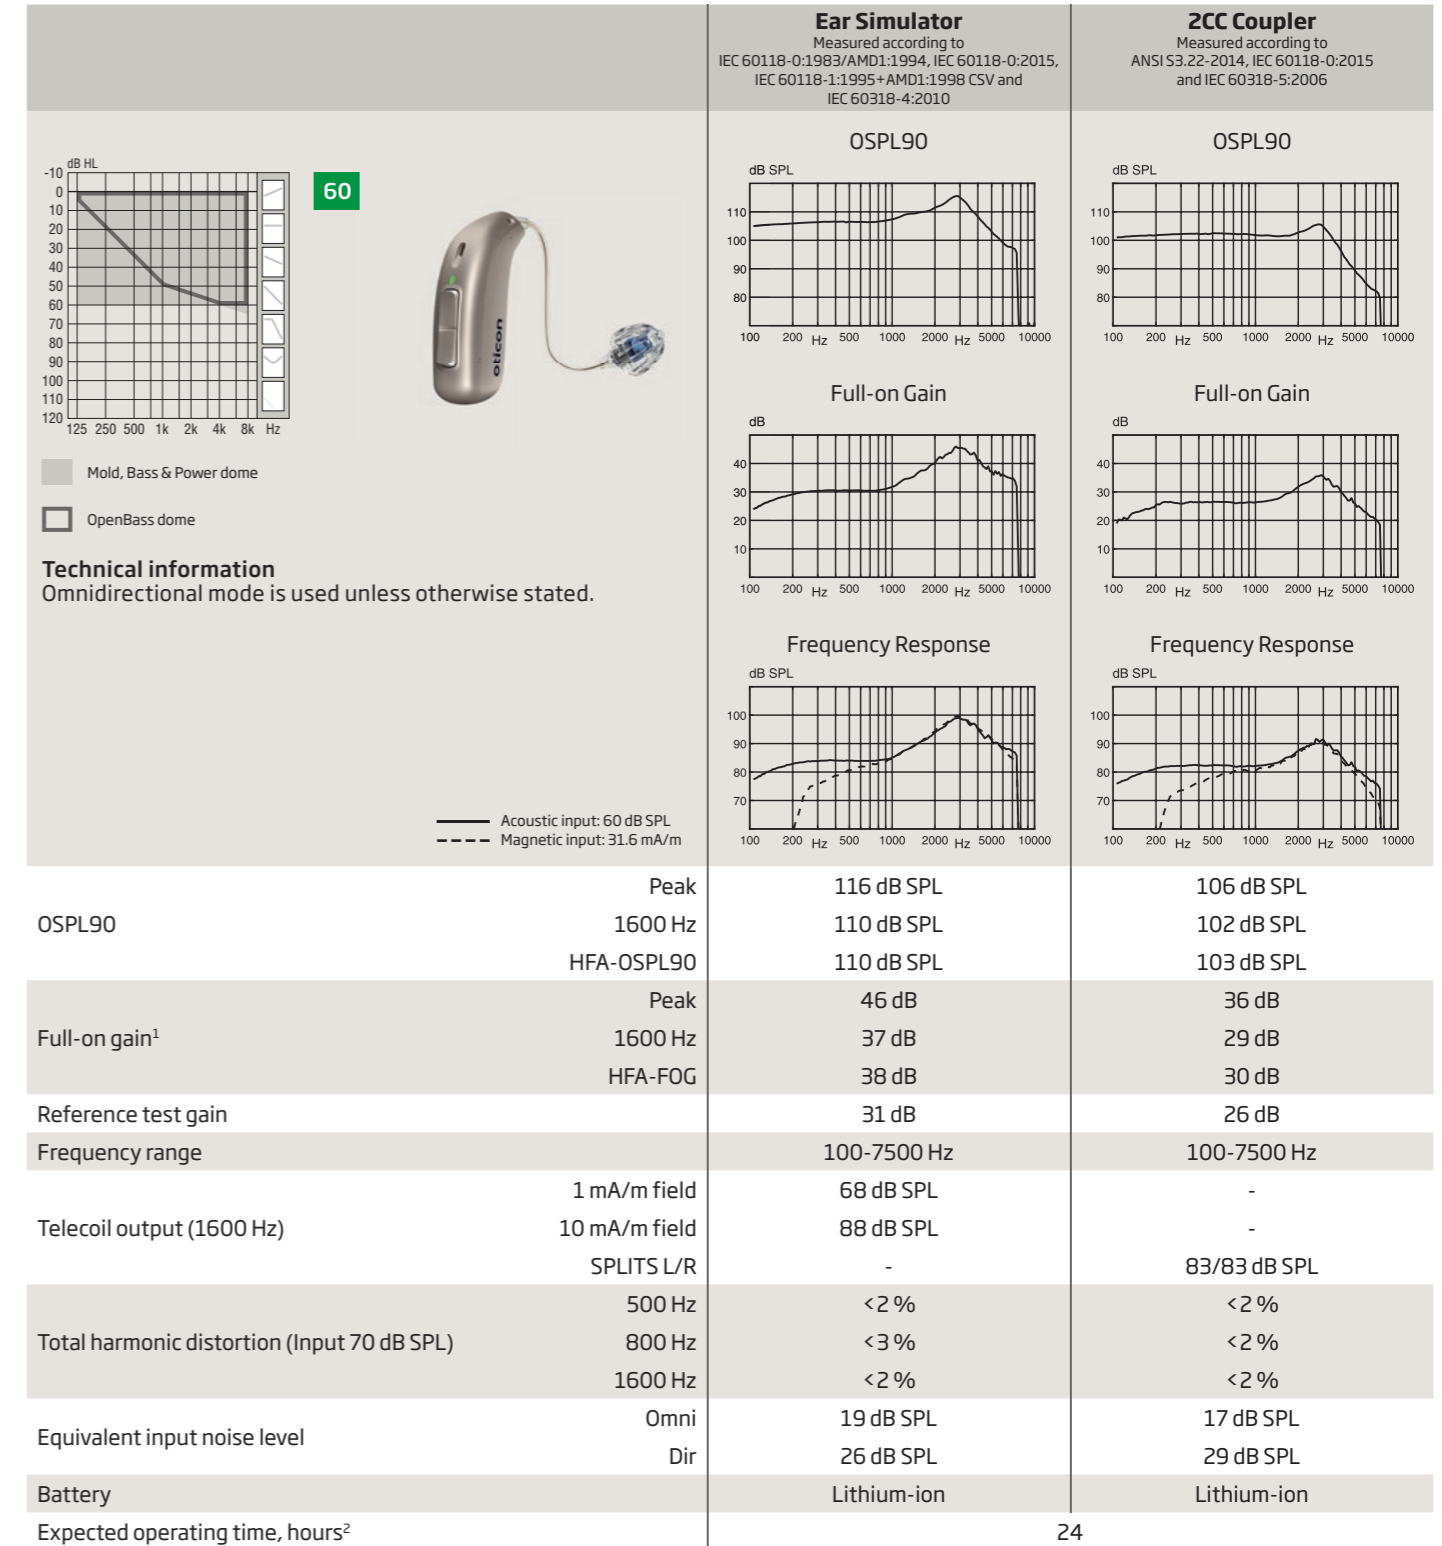 Ear Simulator
Measured according to
IEC 60118-0:1983/AMD1:1994, IEC 60118-0:2015,
IEC 60118-1:1995+AMD1:1998 CSV and
IEC 60318-4:2010
2CC Coupler
Measured according to
ANSI S3.22-2014, IEC 60118-0:2015
and IEC 60318-5:2006
dB HL
-10
0
10
20
30
40
50
60
70
80
90
100
110
120
125 250 500 1k 2k 4k 8k Hz
60
oticon
Mold, Bass & Power dome
OpenBass dome
Technical information
Omnidirectional mode is used unless otherwise stated.
Acoustic input: 60 dB SPL
Magnetic input: 31.6 mA/m
OSPL90
dB SPL
110
100
90
80
100 200 Hz 500 1000 2000 Hz 5000 10000
Full-on Gain
dB
40
30
20
10
100 200 Hz 500 1000 2000 Hz 5000 10000
Frequency Response
dB SPL
100
90
80
70
100 200 Hz 500 1000 2000 Hz 5000 10000
OSPL90
dB SPL
110
100
90
80
100 200 Hz 500 1000 2000 Hz 5000 10000
Full-on Gain
dB
40
30
20
10
100 200 Hz 500 1000 2000 Hz 5000 10000
Frequency Response
dB SPL
100
90
80
70
100 200 Hz 500 1000 2000 Hz 5000 10000
Peak 116 dB SPL 106 dB SPL
OSPL90 1600 Hz 110 dB SPL 102 dB SPL
HFA-OSPL90 110 dB SPL 103 dB SPL
Peak 46 dB 36 dB
Full-on gain¹ 1600 Hz 37 dB 29 dB
HFA-FOG 38 dB 30 dB
Reference test gain 31 dB 26 dB
Frequency range 100-7500 Hz 100-7500 Hz
1 mA/m field 68 dB SPL -
Telecoil output (1600 Hz) 10 mA/m field 88 dB SPL -
SPLITS L/R - 83/83 dB SPL
500 Hz <2 % <2 %
Total harmonic distortion (Input 70 dB SPL) 800 Hz <3 % <2 %
1600 Hz <2 % <2 %
Omni 19 dB SPL 17 dB SPL
Equivalent input noise level
Dir 26 dB SPL 29 dB SPL
Battery Lithium-ion Lithium-ion
Expected operating time, hours² 24